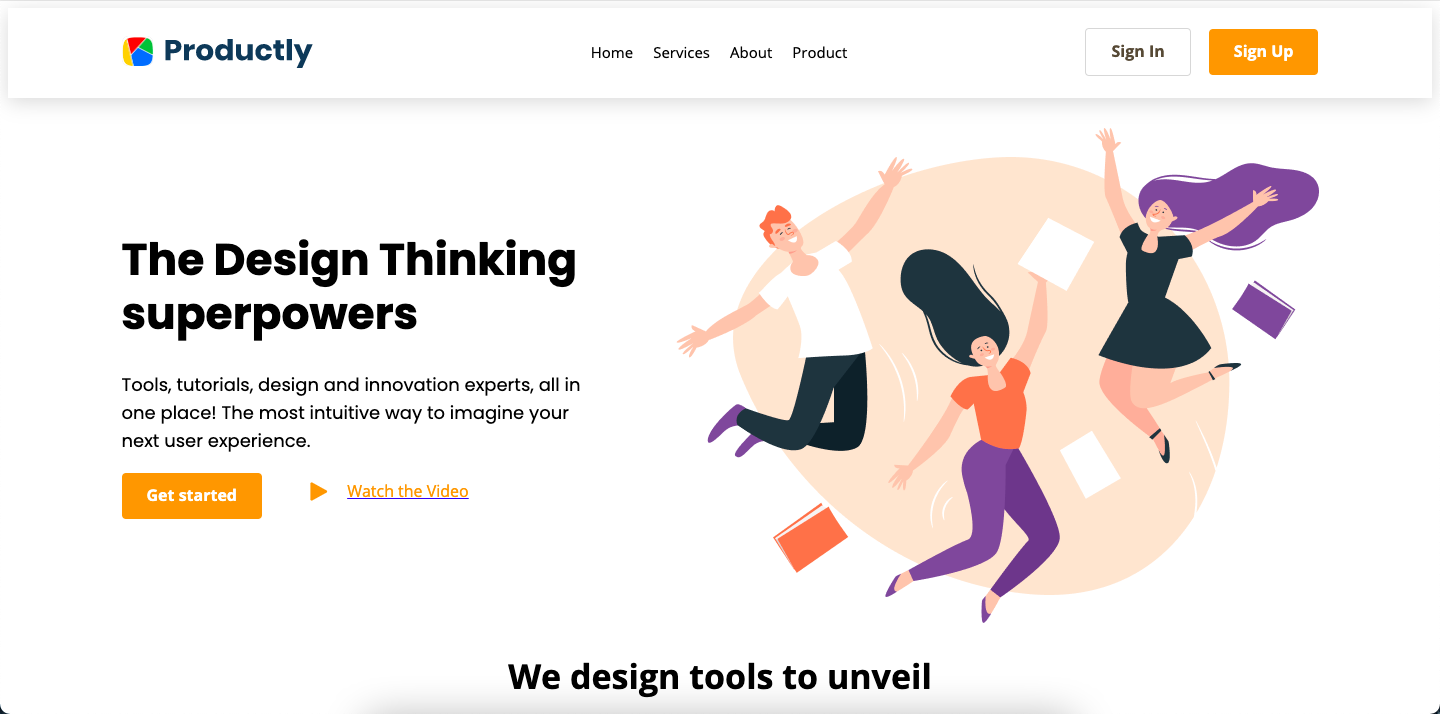 Productly
Home Services About Product
Sign In Sign Up
The Design Thinking
superpowers
Tools, tutorials, design and innovation experts, all in
one place! The most intuitive way to imagine your
next user experience.
Get started Watch the Video
We design tools to unveil